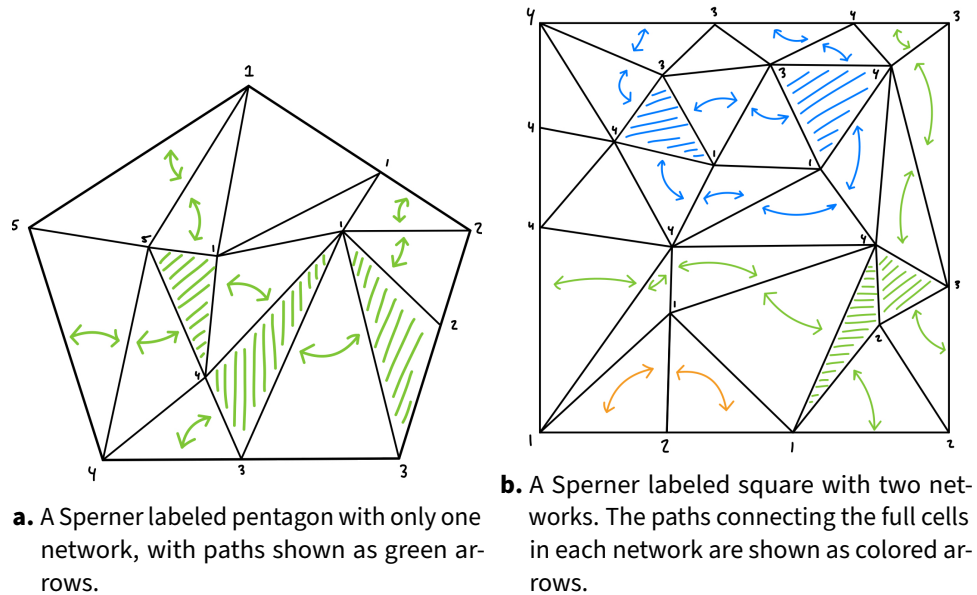 1
1
5 1 2
5 1
2
4
4 3 3
a. A Sperner labeled pentagon with only one
network, with paths shown as green ar-
rows.
4 3 4 3
3 3 4
4 4
1 1
4 4 4
3
1
2
1 2 1 2
b. A Sperner labeled square with two net-
works. The paths connecting the full cells
in each network are shown as colored ar-
rows.